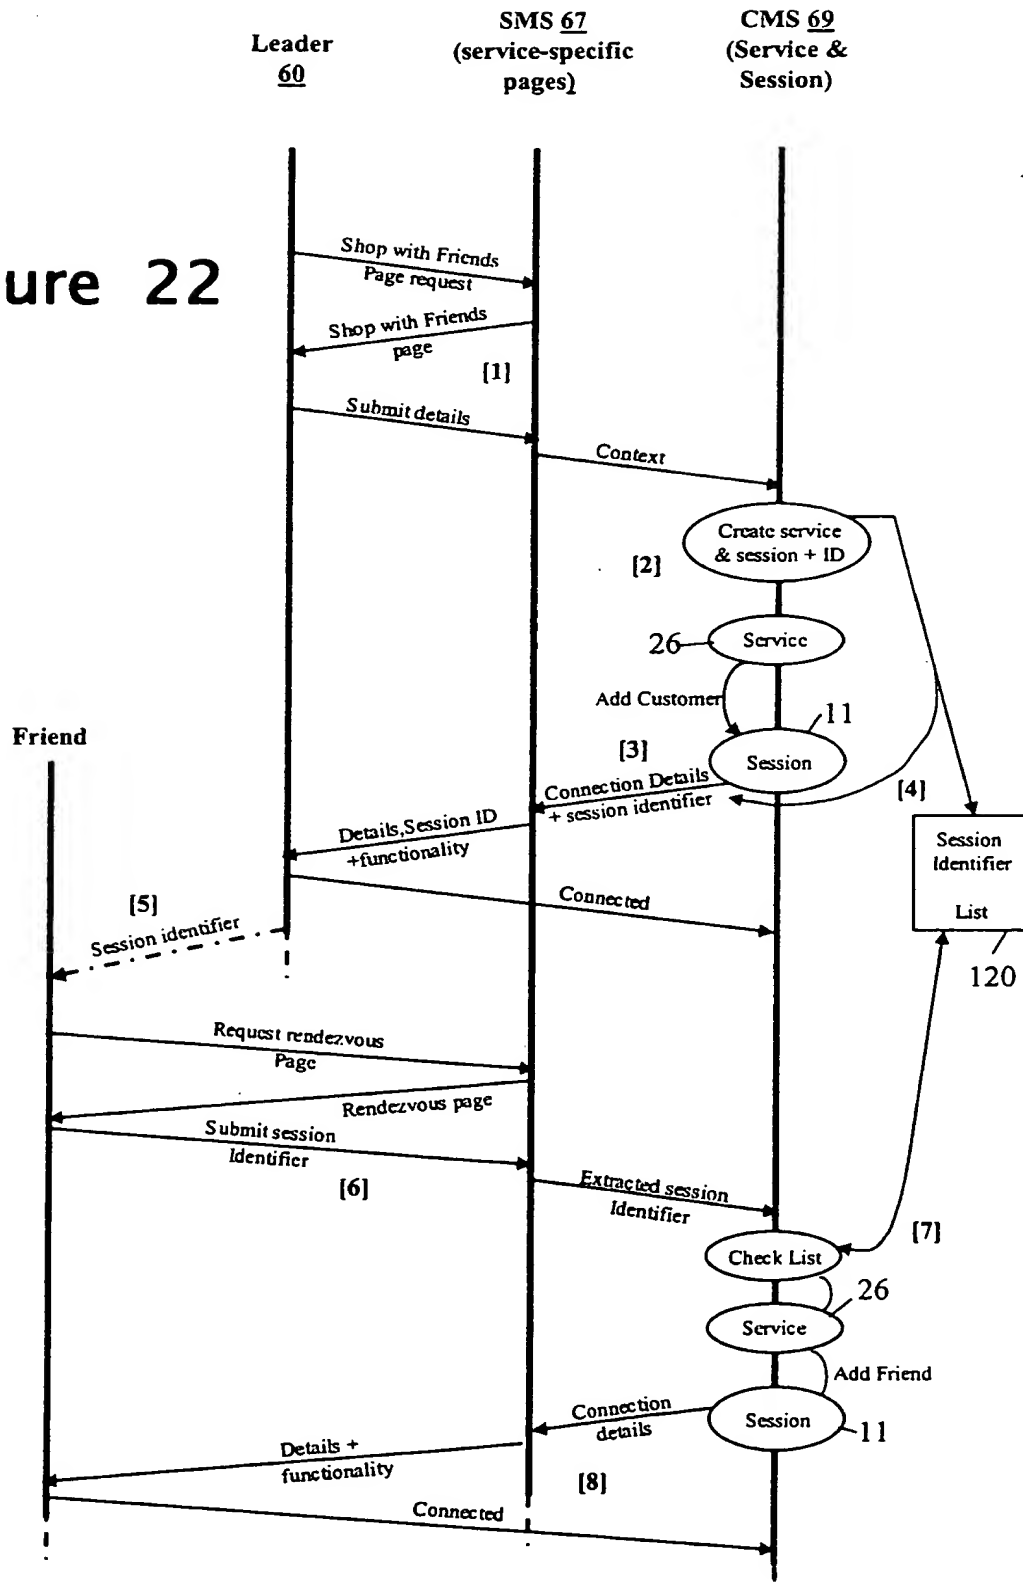 SMS 67
(service-specific
pages)
CMS 69
(Service &
Session)
Leader
60
ure 22
Shop with Friends
Page request
Shop with Friends
page
[1]
Submit details
Context
Create service
& session + ID
[2]
26
Service
Add Customer
11
[3]
Session
Friend
Connection Details
+ session identifier
[4]
Details,Session ID
+functionality
Session
Identifier
List
120
Connected
[5]
Session identifier
Request rendezvous
Page
Rendezvous page
Submit session
Identifier
[6]
Extracted session
Identifier
[7]
Check List
26
Service
Add Friend
Connection
details
Session
11
Details +
functionality
[8]
Connected